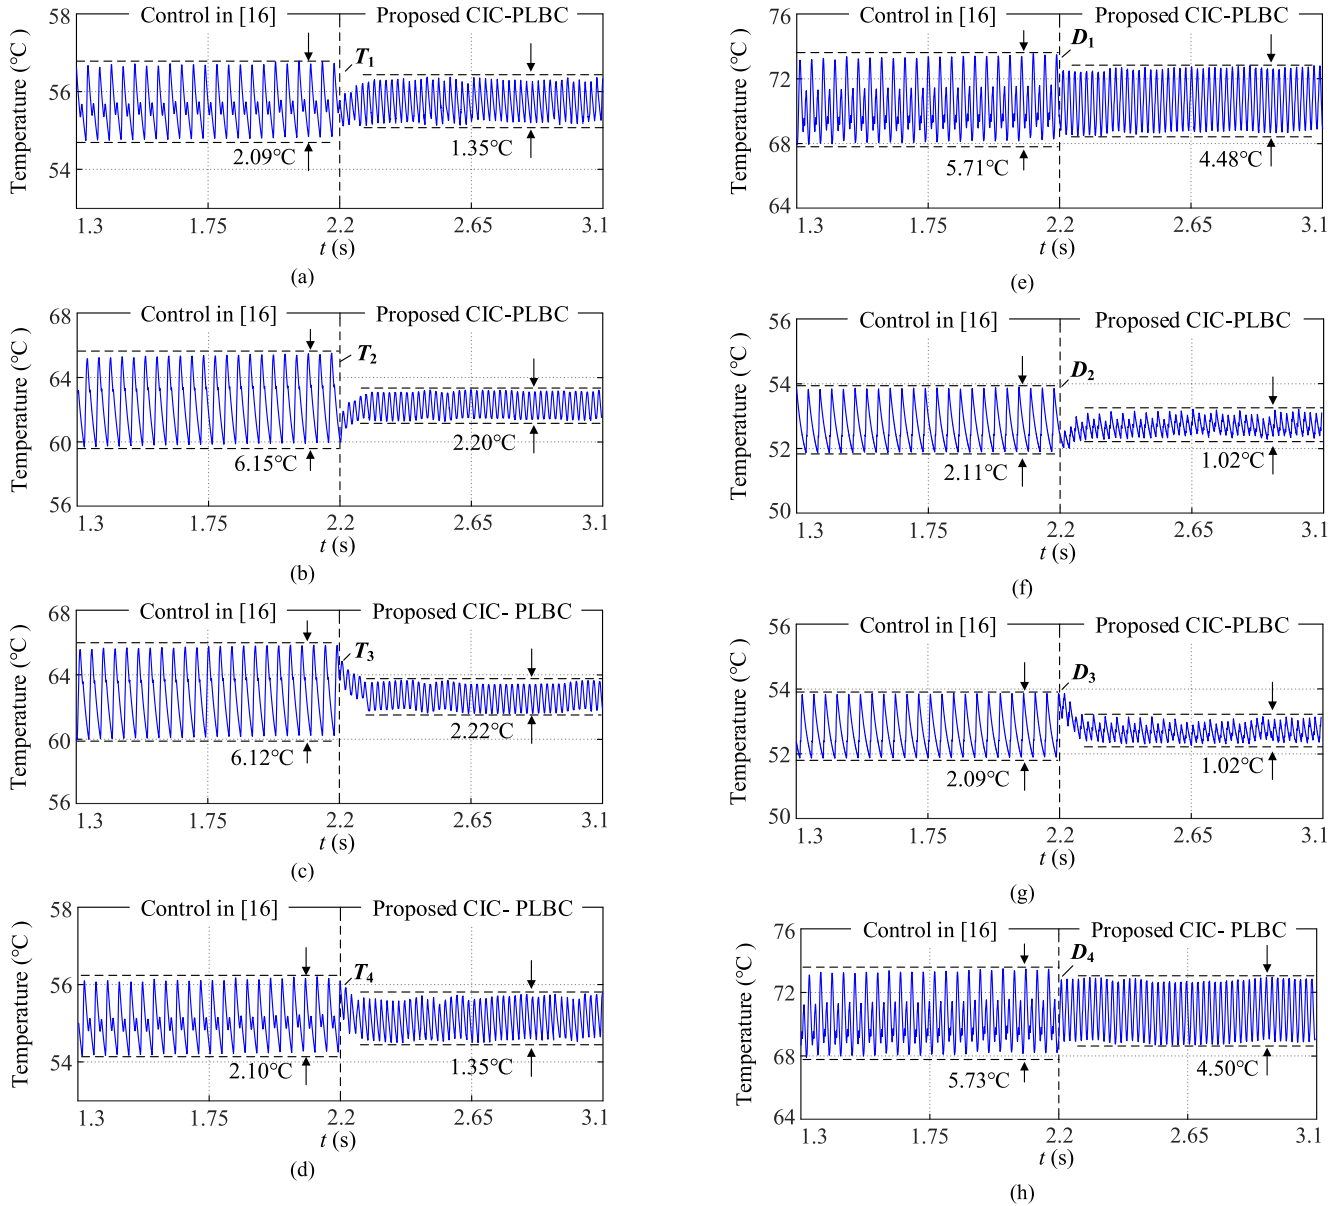 Control in [16] Proposed CIC-PLBC
Temperature (℃)
58
56
54
53
T1
2.09℃
1.35℃
1.3 1.75 2.2 2.65 3.1
t (s)
(a)
Control in [16] Proposed CIC-PLBC
Temperature (℃)
68
64
60
56
T2
6.15℃
2.20℃
1.3 1.75 2.2 2.65 3.1
t (s)
(b)
Control in [16] Proposed CIC- PLBC
Temperature (℃)
68
64
60
56
T3
6.12℃
2.22℃
1.3 1.75 2.2 2.65 3.1
t (s)
(c)
Control in [16] Proposed CIC- PLBC
Temperature (℃)
58
56
54
53
T4
2.10℃
1.35℃
1.3 1.75 2.2 2.65 3.1
t (s)
(d)
Control in [16] Proposed CIC-PLBC
Temperature (℃)
76
72
68
64
D1
5.71℃
4.48℃
1.3 1.75 2.2 2.65 3.1
t (s)
(e)
Control in [16] Proposed CIC-PLBC
Temperature (℃)
56
54
52
50
D2
2.11℃
1.02℃
1.3 1.75 2.2 2.65 3.1
t (s)
(f)
Control in [16] Proposed CIC-PLBC
Temperature (℃)
56
54
52
50
D3
2.09℃
1.02℃
1.3 1.75 2.2 2.65 3.1
t (s)
(g)
Control in [16] Proposed CIC- PLBC
Temperature (℃)
76
72
68
64
D4
5.73℃
4.50℃
1.3 1.75 2.2 2.65 3.1
t (s)
(h)